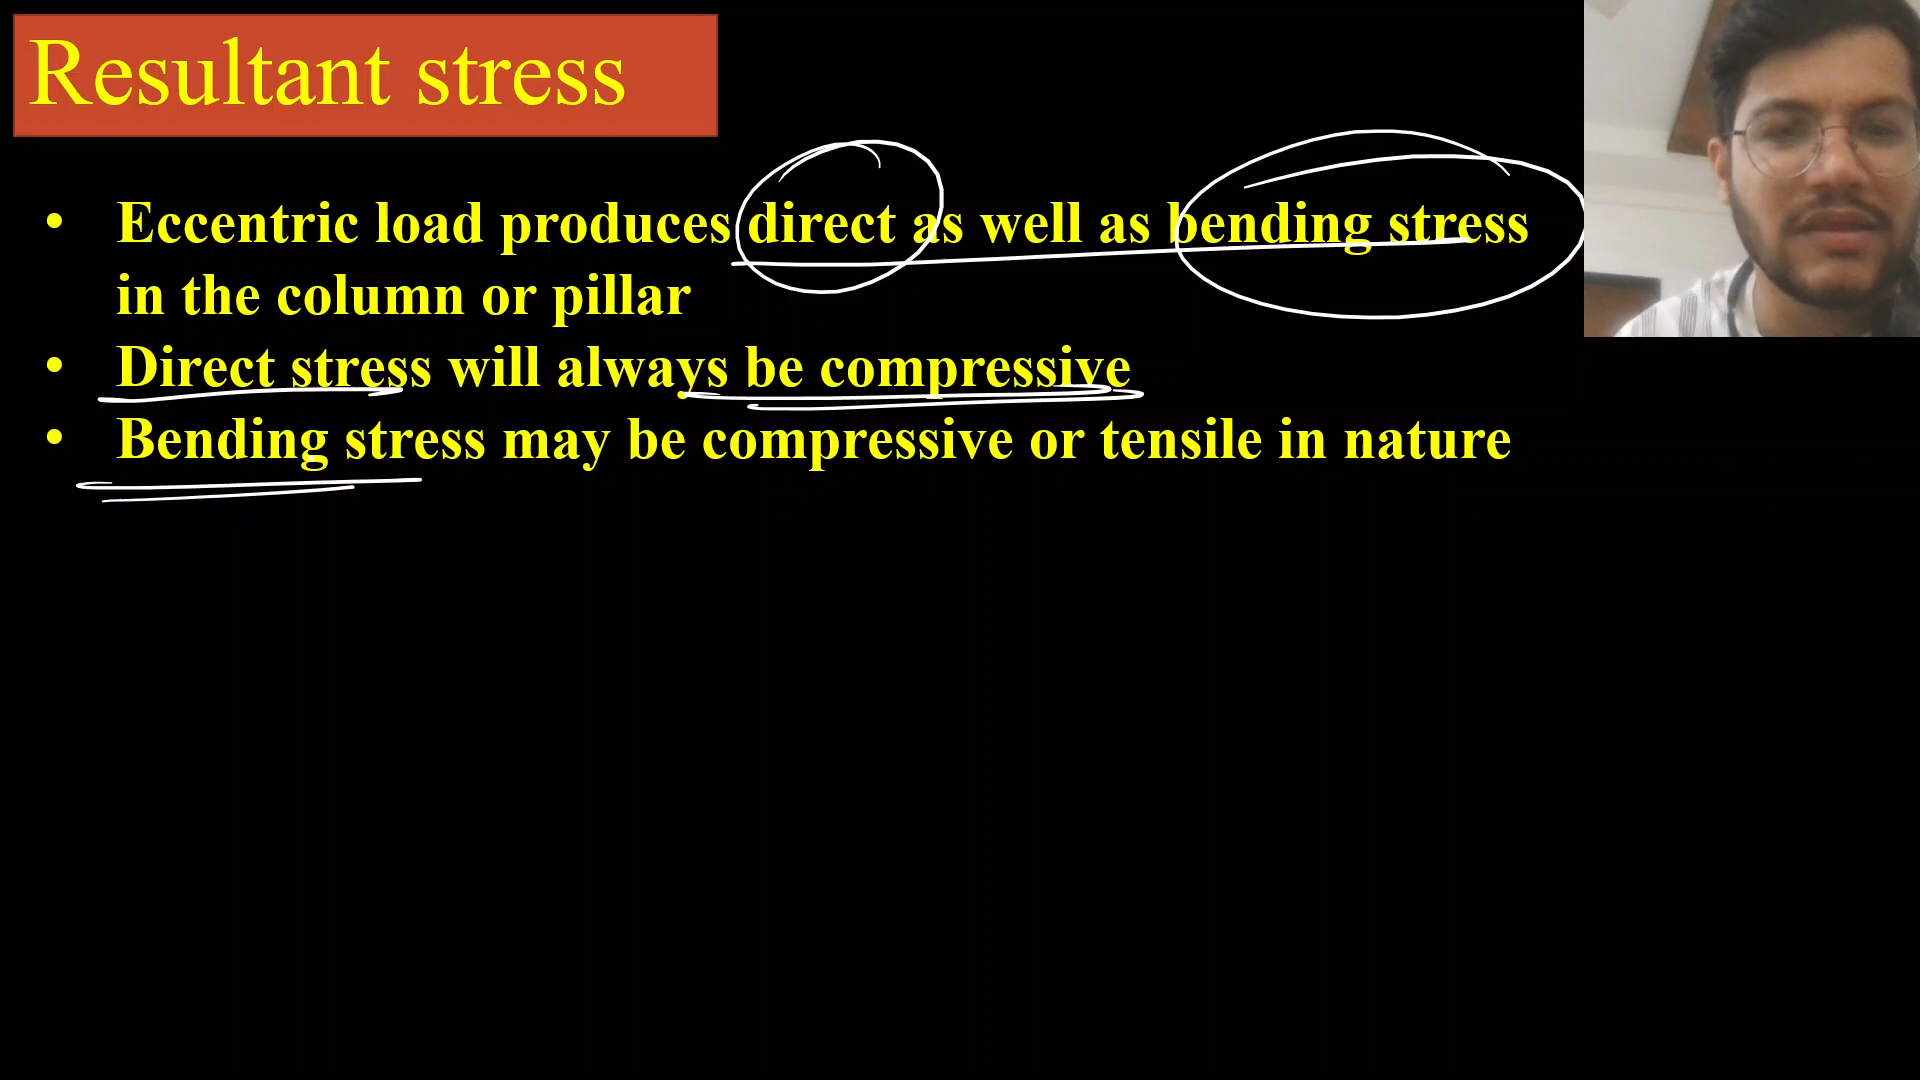 Resultant stress
• Eccentric load produces direct as well as bending stress
in the column or pillar
• Direct stress will always be compressive
• Bending stress may be compressive or tensile in nature